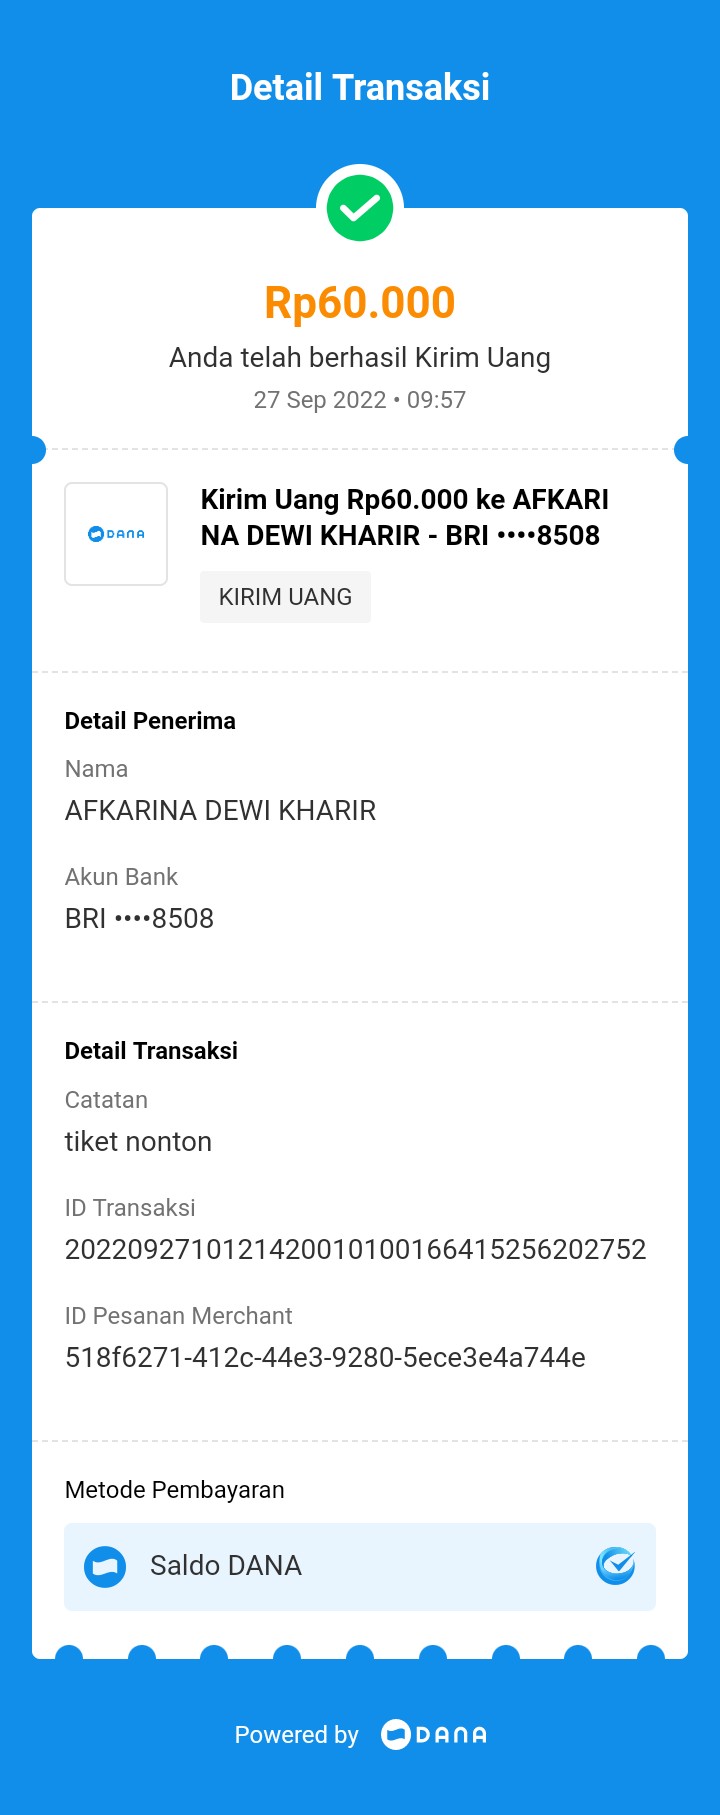 Detail Transaksi
Rp60.000
Anda telah berhasil Kirim Uang
27 Sep 2022 • 09:57
DANA
Kirim Uang Rp60.000 ke AFKARI
NA DEWI KHARIR - BRI ••••8508
KIRIM UANG
Detail Penerima
Nama
AFKARINA DEWI KHARIR
Akun Bank
BRI ••••8508
Detail Transaksi
Catatan
tiket nonton
ID Transaksi
2022092710121420010100166415256202752
ID Pesanan Merchant
518f6271-412c-44e3-9280-5ece3e4a744e
Metode Pembayaran
Saldo DANA
Powered by DANA